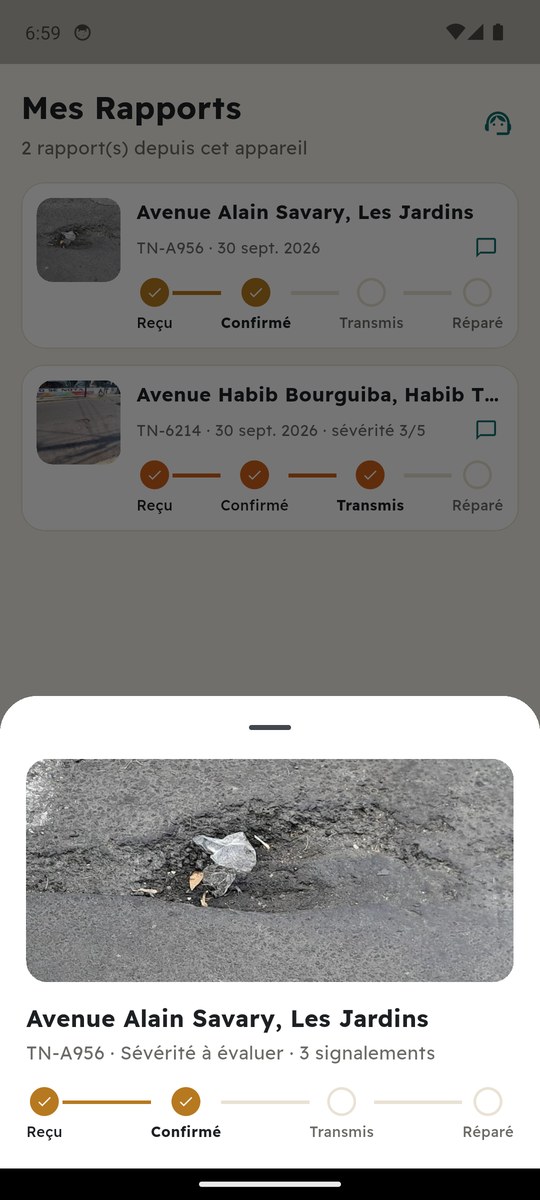 6:59
Mes Rapports
2 rapport(s) depuis cet appareil
Avenue Alain Savary, Les Jardins
TN-A956 · 30 sept. 2026
Reçu Confirmé Transmis Réparé
Avenue Habib Bourguiba, Habib T...
TN-6214 · 30 sept. 2026 · sévérité 3/5
Reçu Confirmé Transmis Réparé
Avenue Alain Savary, Les Jardins
TN-A956 · Sévérité à évaluer · 3 signalements
Reçu Confirmé Transmis Réparé